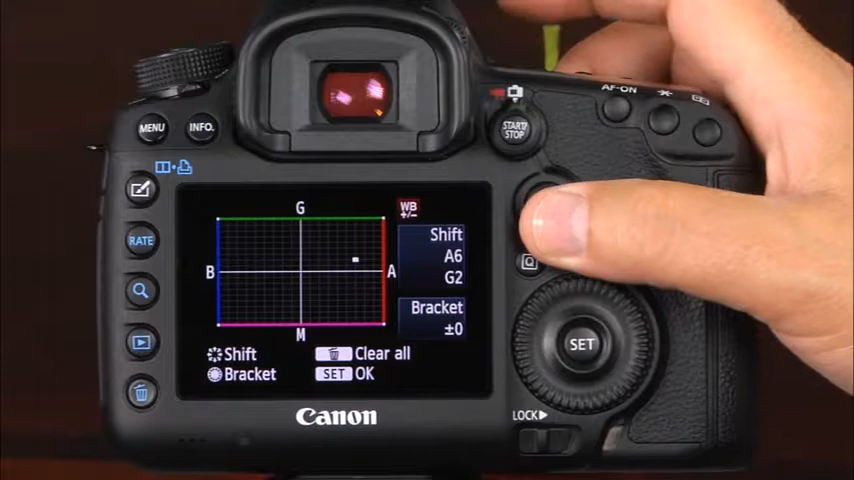 MENU
INFO.
START/
STOP
AF-ON
RATE
Q
G
B
A
M
WB
+/-
Shift
A6
G2
Bracket
±0
Shift
Clear all
Bracket
SET OK
SET
Canon
LOCK▶